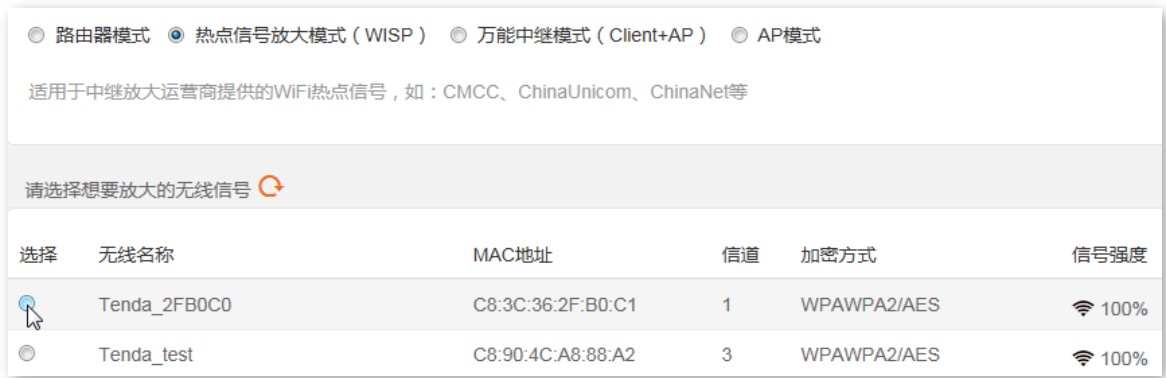 路由器模式 热点信号放大模式（WISP） 万能中继模式（Client+AP） AP模式
适用于中继放大运营商提供的WiFi热点信号，如：CMCC、ChinaUnicom、ChinaNet等
请选择想要放大的无线信号
选择 无线名称 MAC地址 信道 加密方式 信号强度
Tenda_2FB0C0 C8:3C:36:2F:B0:C1 1 WPAWPA2/AES 100%
Tenda_test C8:90:4C:A8:88:A2 3 WPAWPA2/AES 100%